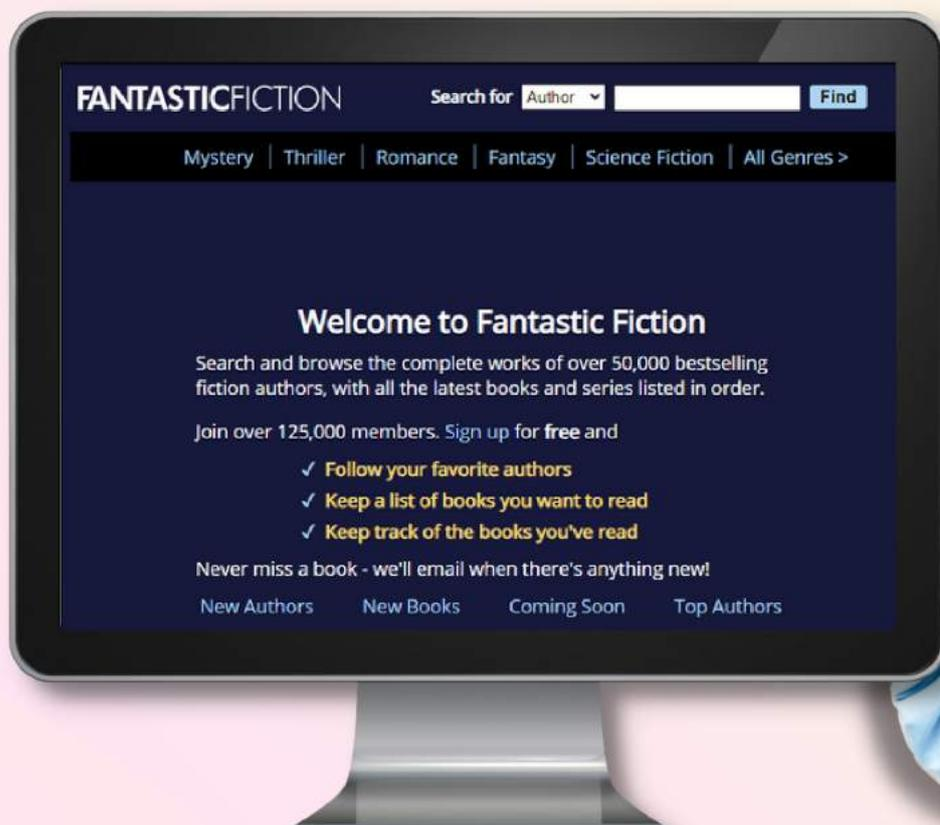 FANTASTICFICTION Search for Author Find
Mystery | Thriller | Romance | Fantasy | Science Fiction | All Genres >
Welcome to Fantastic Fiction
Search and browse the complete works of over 50,000 bestselling
fiction authors, with all the latest books and series listed in order.
Join over 125,000 members. Sign up for free and
✓ Follow your favorite authors
✓ Keep a list of books you want to read
✓ Keep track of the books you've read
Never miss a book - we'll email when there's anything new!
New Authors New Books Coming Soon Top Authors